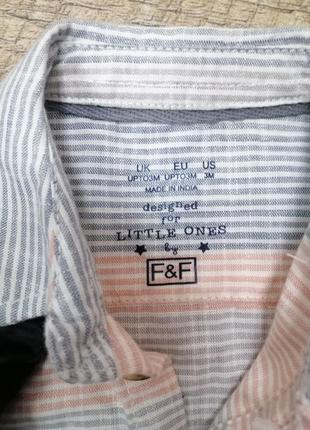 UK EU US
UPTO3M UPTO3M 3M
MADE IN INDIA
designed
for
LITTLE ONES
by
F&F